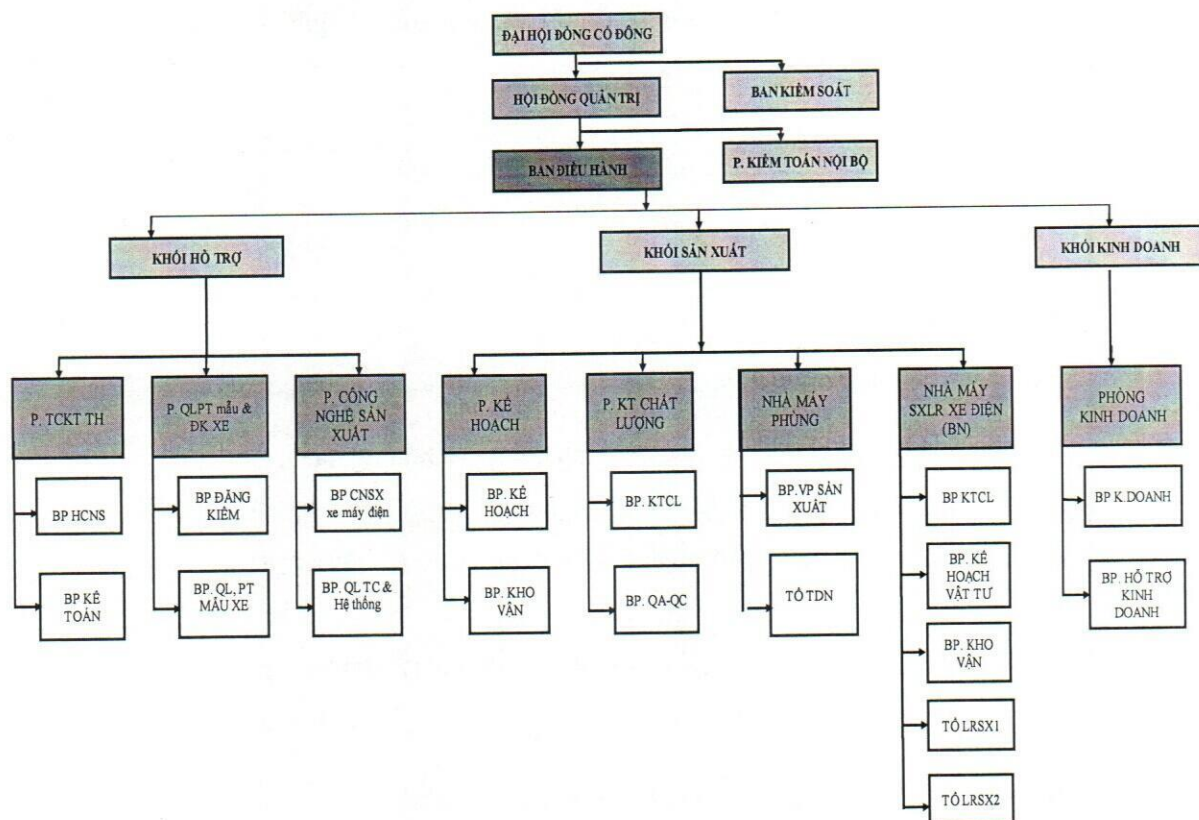 ĐẠI HỘI ĐỒNG CỔ ĐÔNG
HỘI ĐỒNG QUẢN TRỊ
BAN KIỂM SOÁT
BAN ĐIỀU HÀNH
P. KIỂM TOÁN NỘI BỘ
KHỐI HỖ TRỢ
KHỐI SẢN XUẤT
KHỐI KINH DOANH
P. TCKT TH
P. QLPT mẫu &
ĐK XE
P. CÔNG
NGHỆ SẢN
XUẤT
P. KẾ
HOẠCH
P. KT CHẤT
LƯỢNG
NHÀ MÁY
PHÙNG
NHÀ MÁY
SXLR XE ĐIỆN
(BN)
PHÒNG
KINH DOANH
BP HCNS
BP ĐĂNG
KIỂM
BP CNSX
xe máy điện
BP. KẾ
HOẠCH
BP. KTCL
BP.VP SẢN
XUẤT
BP KTCL
BP K.DOANH
BP KẾ
TOÁN
BP. QL, PT
MẪU XE
BP. QL TC &
Hệ thống
BP. KHO
VẬN
BP. QA-QC
TỔ TDN
BP. KẾ
HOẠCH
VẬT TƯ
BP. HỖ TRỢ
KINH
DOANH
BP. KHO
VẬN
TỔ LRSX1
TỔ LRSX2